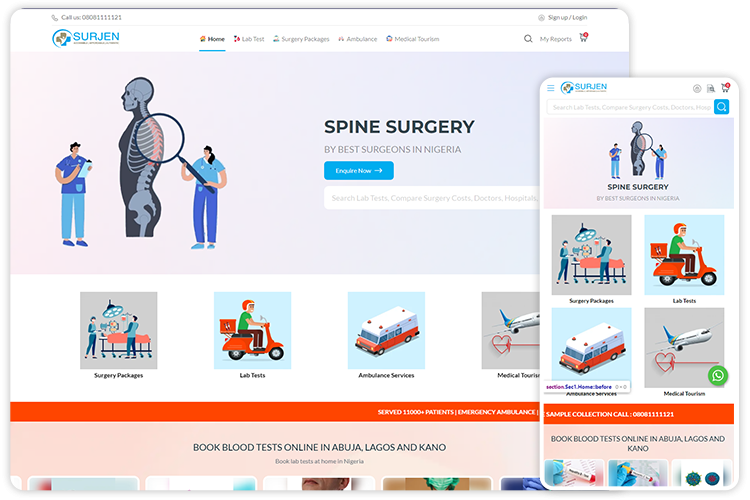 Call us: 08081111121
Sign up / Login
SURJEN
Home
Lab Test
Surgery Packages
Ambulance
Medical Tourism
My Reports
SPINE SURGERY
BY BEST SURGEONS IN NIGERIA
Enquire Now
Search Lab Tests, Compare Surgery Costs, Doctors, Hospitals,
Surgery Packages
Lab Tests
Ambulance Services
Medical Tourism
SERVED 11000+ PATIENTS | EMERGENCY AMBULANCE |
BOOK BLOOD TESTS ONLINE IN ABUJA, LAGOS AND KANO
Book lab tests at home in Nigeria
SURJEN
Search Lab Tests, Compare Surgery Costs, Doctors, Hosp
SPINE SURGERY
BY BEST SURGEONS IN NIGERIA
Surgery Packages
Lab Tests
section.Sec1.Home::before 0 × 0
Ambulance Services
Medical Tourism
SAMPLE COLLECTION CALL : 08081111121
BOOK BLOOD TESTS ONLINE IN ABUJA, LAGOS AND
KANO